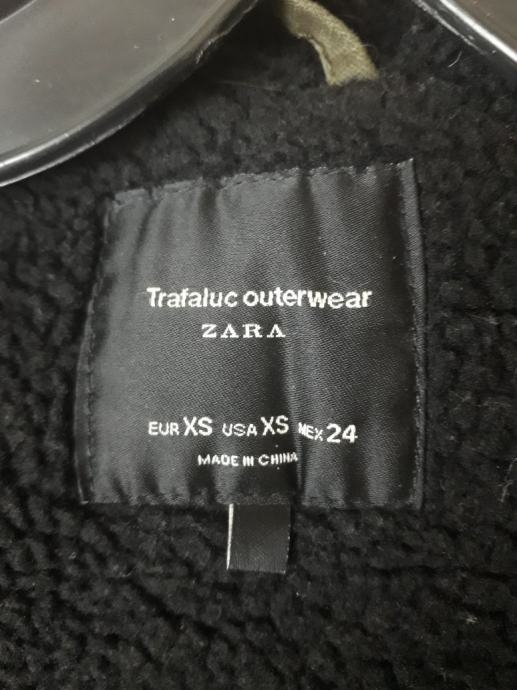 Trafaluc outerwear
ZARA
EUR XS USA XS MEX 24
MADE IN CHINA